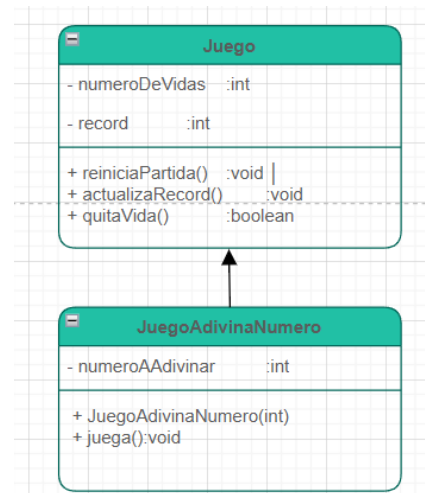 Juego
- numeroDeVidas :int
- record :int
+ reiniciaPartida() :void
+ actualizaRecord() :void
+ quitaVida() :boolean
JuegoAdivinaNumero
- numeroAAdivinar :int
+ JuegoAdivinaNumero(int)
+ juega():void